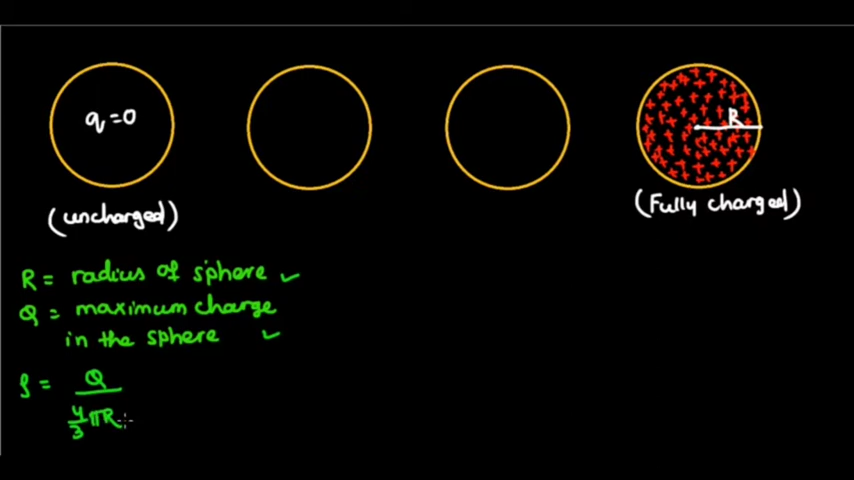 q=0
R
(uncharged)
(Fully charged)
R = radius of sphere ✓
Q = maximum charge
in the sphere ✓
ρ = Q
4/3 πR